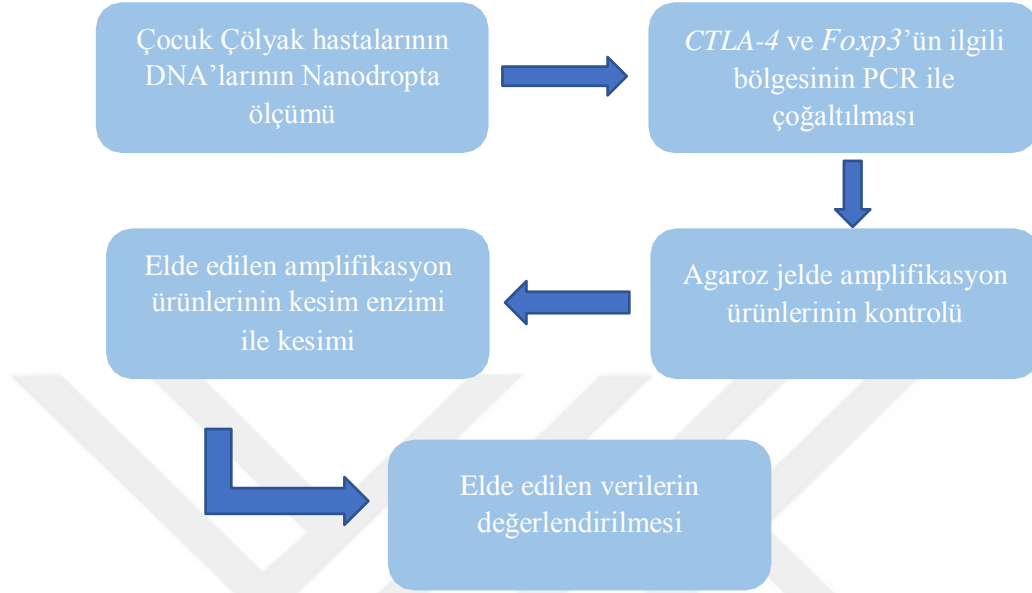 Çocuk Çölyak hastalarının
DNA’larının Nanodropta
ölçümü
CTLA-4 ve Foxp3’ün ilgili
bölgesinin PCR ile
çoğaltılması
Agaroz jelde amplifikasyon
ürünlerinin kontrolü
Elde edilen amplifikasyon
ürünlerinin kesim enzimi
ile kesimi
Elde edilen verilerin
değerlendirilmesi